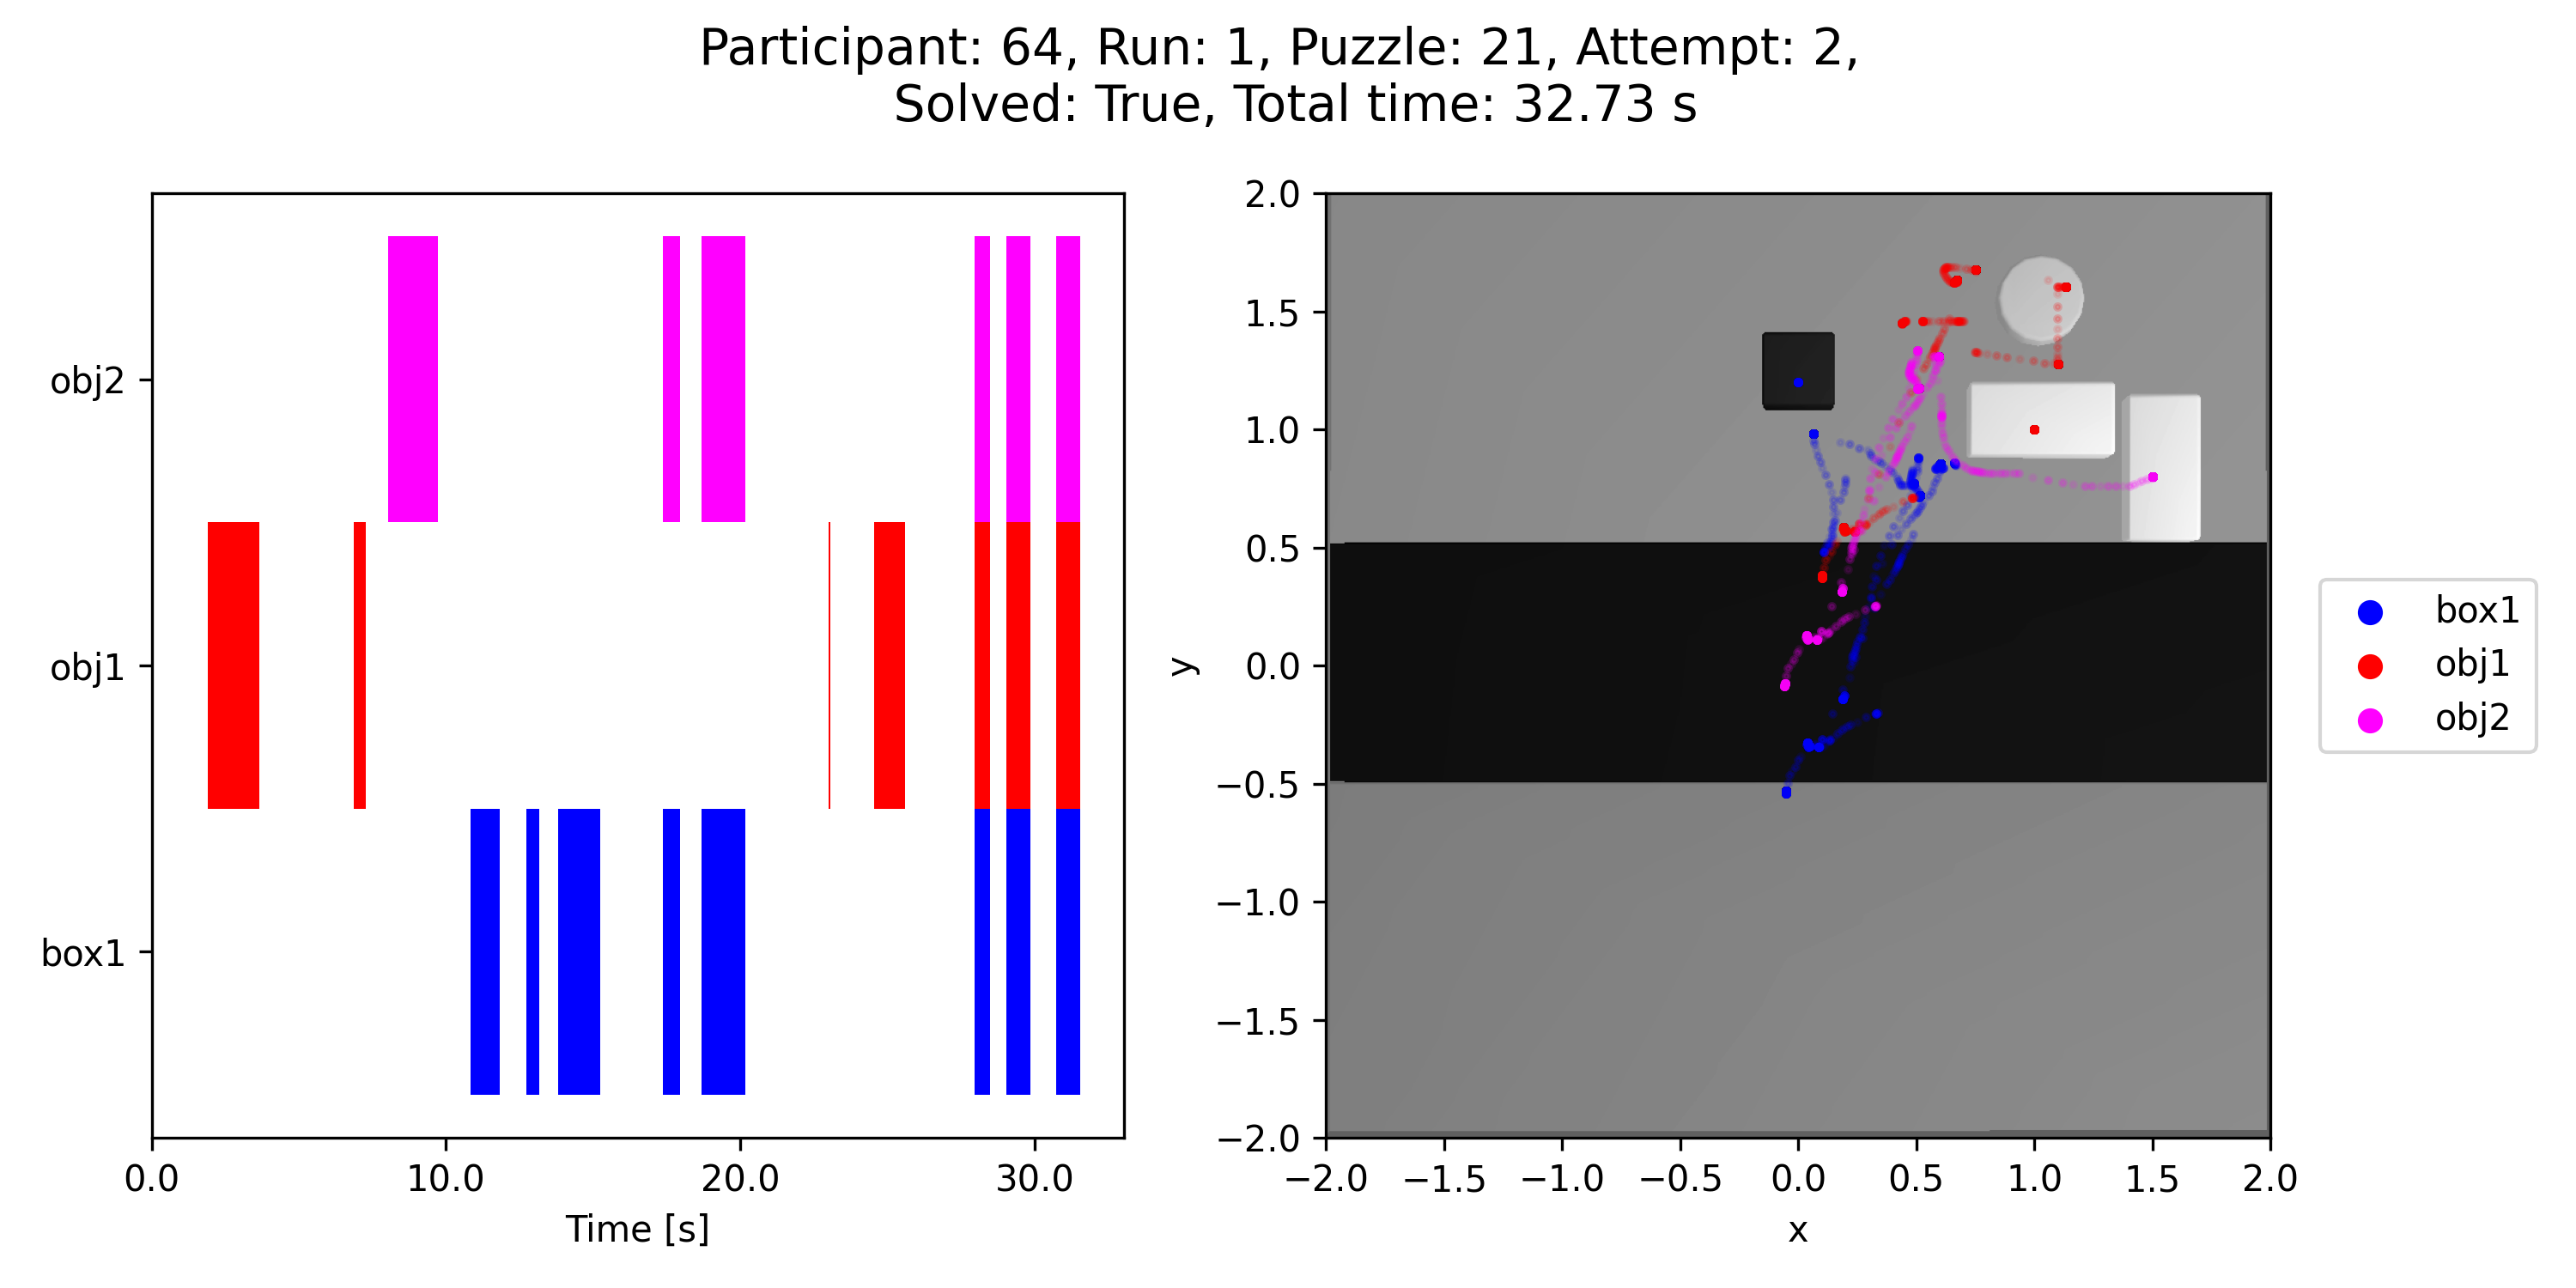 Participant: 64, Run: 1, Puzzle: 21, Attempt: 2,
Solved: True, Total time: 32.73 s
obj2
obj1
box1
0.0 10.0 20.0 30.0
Time [s]
2.0
1.5
1.0
0.5
0.0
−0.5
−1.0
−1.5
−2.0
y
−2.0 −1.5 −1.0 −0.5 0.0 0.5 1.0 1.5 2.0
x
box1
obj1
obj2